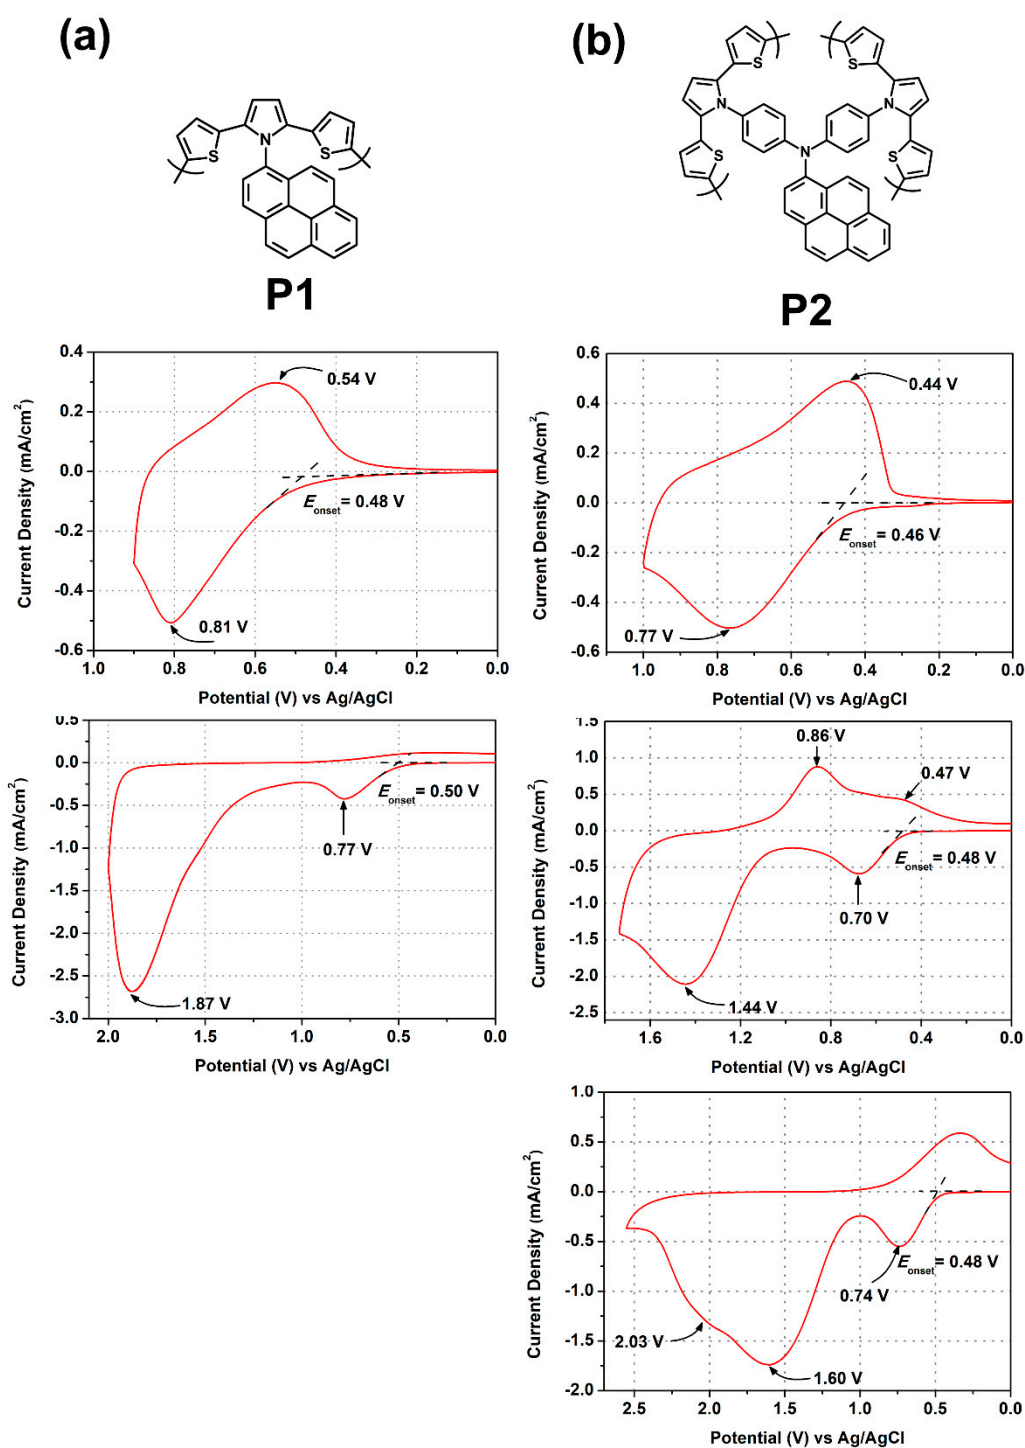 (a)
S
N
S
P1
0.4
0.2
0.0
-0.2
-0.4
-0.6
1.0
0.8
0.6
0.4
0.2
0.0
Current Density (mA/cm²)
Potential (V) vs Ag/AgCl
0.54 V
Eonset= 0.48 V
0.81 V
0.5
0.0
-0.5
-1.0
-1.5
-2.0
-2.5
-3.0
2.0
1.5
1.0
0.5
0.0
Current Density (mA/cm²)
Potential (V) vs Ag/AgCl
Eonset= 0.50 V
0.77 V
1.87 V
(b)
S
S
N
N
S
N
S
P2
0.6
0.4
0.2
0.0
-0.2
-0.4
-0.6
1.0
0.8
0.6
0.4
0.2
0.0
Current Density (mA/cm²)
Potential (V) vs Ag/AgCl
0.44 V
Eonset= 0.46 V
0.77 V
1.5
1.0
0.5
0.0
-0.5
-1.0
-1.5
-2.0
-2.5
1.6
1.2
0.8
0.4
0.0
Current Density (mA/cm²)
Potential (V) vs Ag/AgCl
0.86 V
0.47 V
Eonset= 0.48 V
0.70 V
1.44 V
1.0
0.5
0.0
-0.5
-1.0
-1.5
-2.0
2.5
2.0
1.5
1.0
0.5
0.0
Current Density (mA/cm²)
Potential (V) vs Ag/AgCl
Eonset= 0.48 V
0.74 V
2.03 V
1.60 V